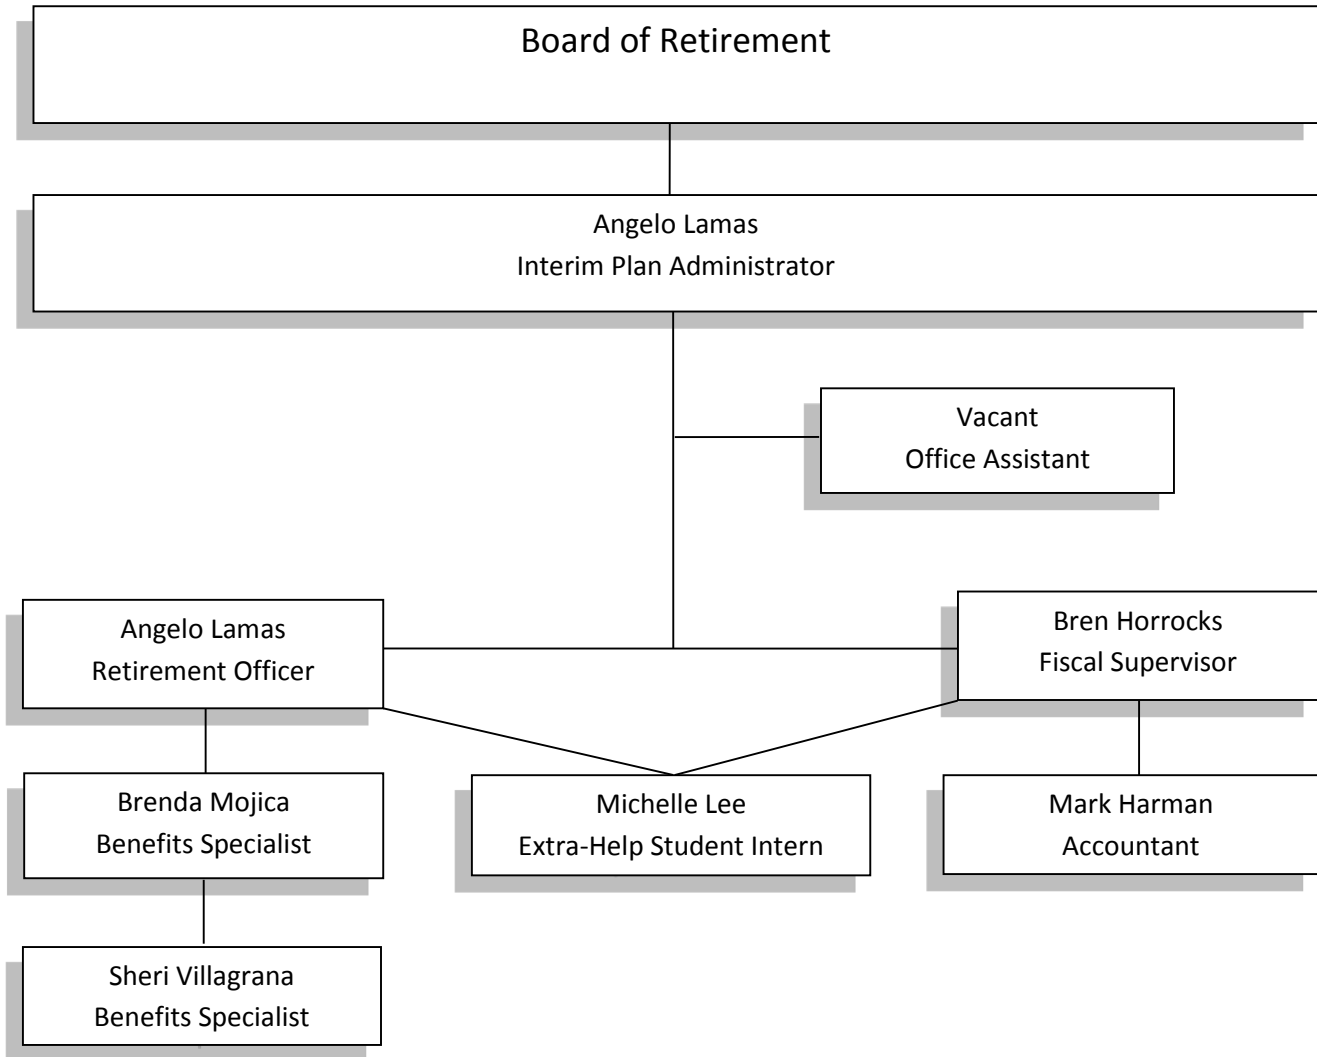 Board of Retirement
Angelo Lamas
Interim Plan Administrator
Vacant
Office Assistant
Angelo Lamas
Retirement Officer
Bren Horrocks
Fiscal Supervisor
Brenda Mojica
Benefits Specialist
Michelle Lee
Extra-Help Student Intern
Mark Harman
Accountant
Sheri Villagrana
Benefits Specialist